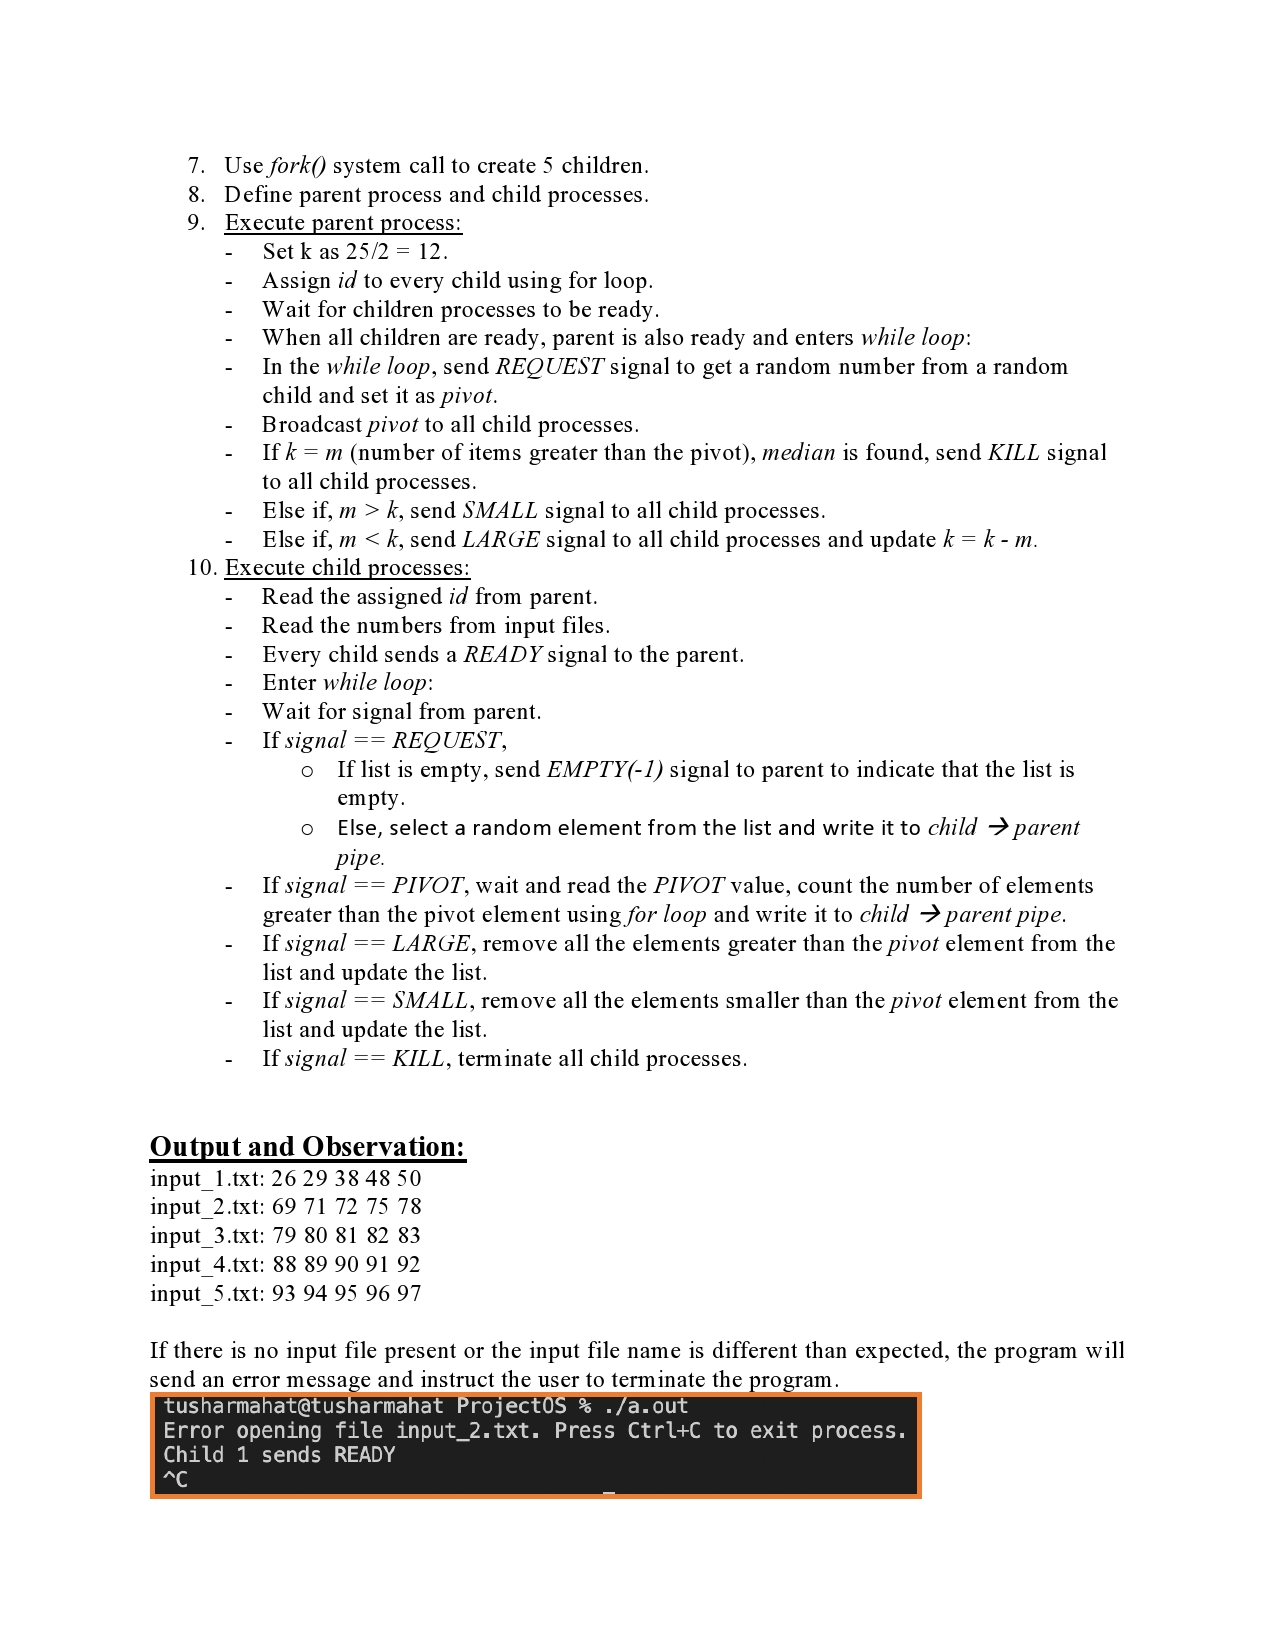 7. Use fork() system call to create 5 children.
8. Define parent process and child processes.
9. Execute parent process:
- Set k as 25/2 = 12.
- Assign id to every child using for loop.
- Wait for children processes to be ready.
- When all children are ready, parent is also ready and enters while loop:
- In the while loop, send REQUEST signal to get a random number from a random
child and set it as pivot.
- Broadcast pivot to all child processes.
- If k = m (number of items greater than the pivot), median is found, send KILL signal
to all child processes.
- Else if, m > k, send SMALL signal to all child processes.
- Else if, m < k, send LARGE signal to all child processes and update k = k - m.
10. Execute child processes:
- Read the assigned id from parent.
- Read the numbers from input files.
- Every child sends a READY signal to the parent.
- Enter while loop:
- Wait for signal from parent.
- If signal == REQUEST,
o If list is empty, send EMPTY(-1) signal to parent to indicate that the list is
empty.
o Else, select a random element from the list and write it to child → parent
pipe.
- If signal == PIVOT, wait and read the PIVOT value, count the number of elements
greater than the pivot element using for loop and write it to child → parent pipe.
- If signal == LARGE, remove all the elements greater than the pivot element from the
list and update the list.
- If signal == SMALL, remove all the elements smaller than the pivot element from the
list and update the list.
- If signal == KILL, terminate all child processes.
Output and Observation:
input_1.txt: 26 29 38 48 50
input_2.txt: 69 71 72 75 78
input_3.txt: 79 80 81 82 83
input_4.txt: 88 89 90 91 92
input_5.txt: 93 94 95 96 97
If there is no input file present or the input file name is different than expected, the program will
send an error message and instruct the user to terminate the program.
tusharmahat@tusharmahat ProjectOS % ./a.out
Error opening file input_2.txt. Press Ctrl+C to exit process.
Child 1 sends READY
^C